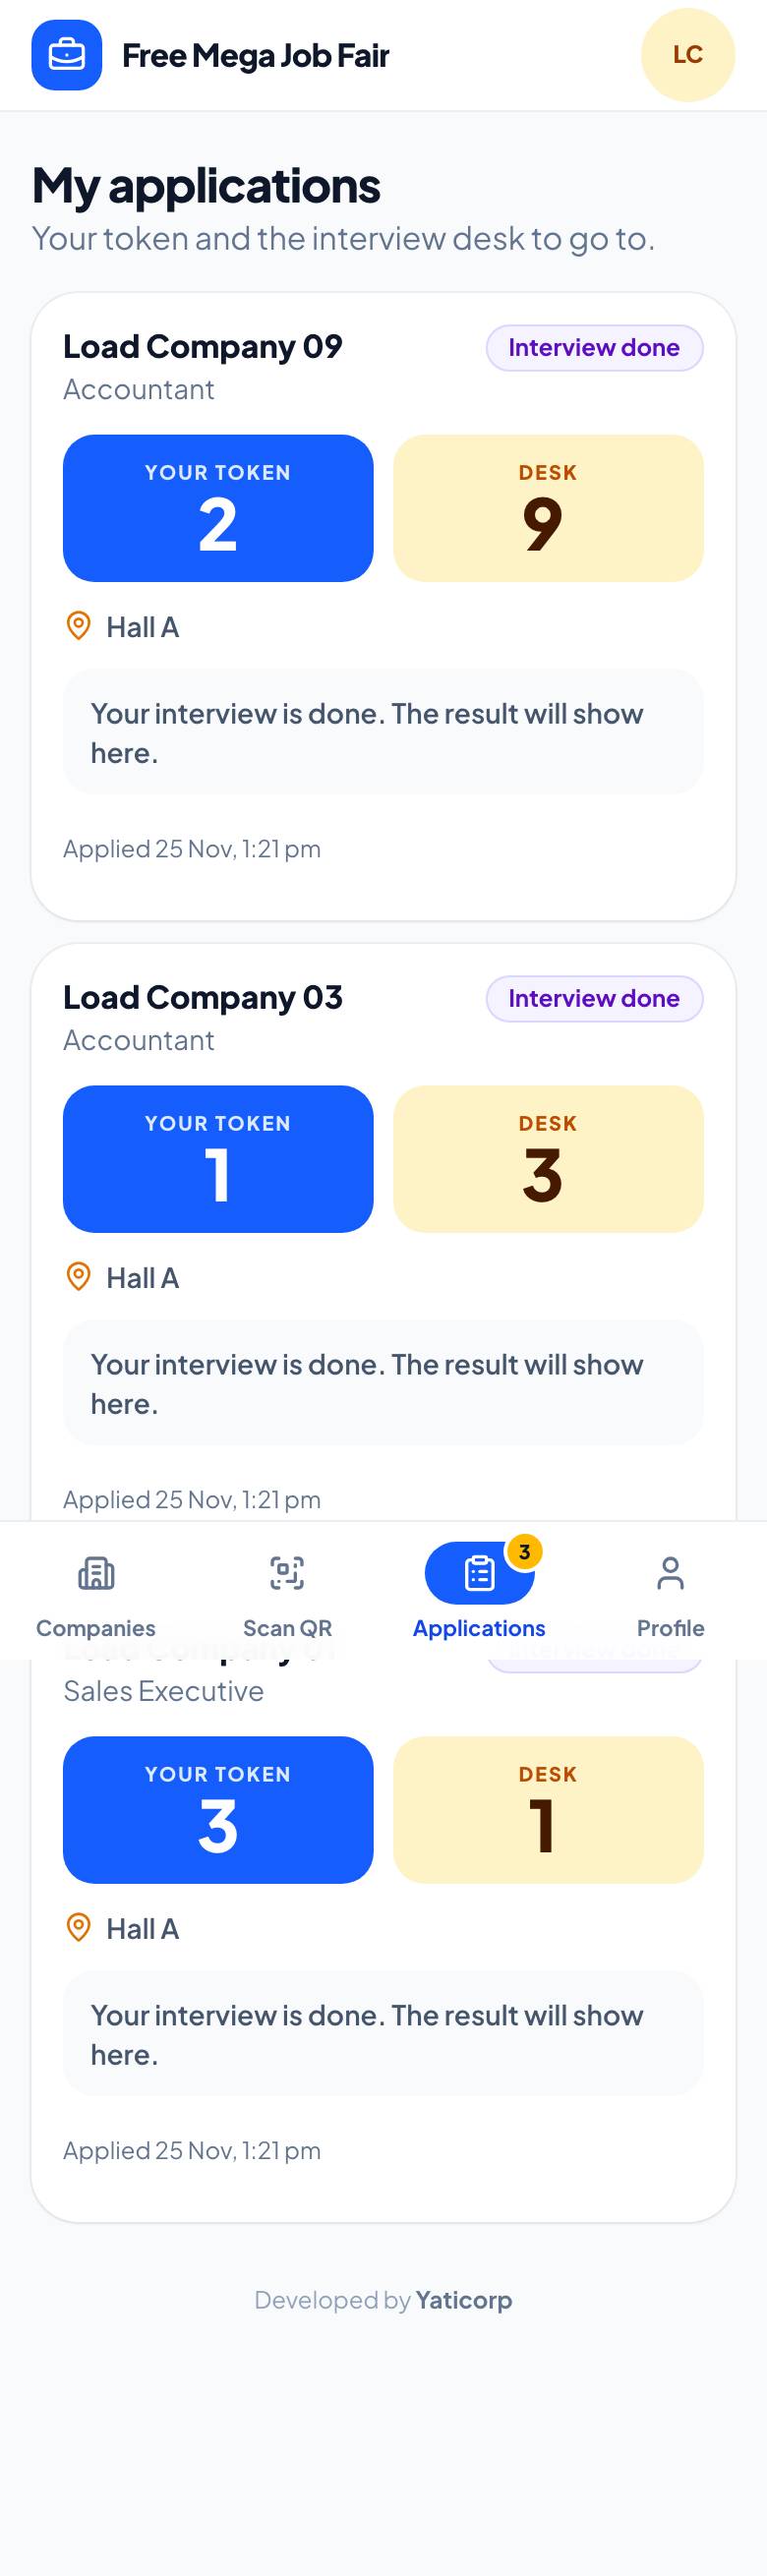 Free Mega Job Fair
LC
My applications
Your token and the interview desk to go to.
Load Company 09
Interview done
Accountant
YOUR TOKEN
2
DESK
9
Hall A
Your interview is done. The result will show
here.
Applied 25 Nov, 1:21 pm
Load Company 03
Interview done
Accountant
YOUR TOKEN
1
DESK
3
Hall A
Your interview is done. The result will show
here.
Applied 25 Nov, 1:21 pm
3
Companies
Scan QR
Applications
Profile
Load Company 01
Interview done
Sales Executive
YOUR TOKEN
3
DESK
1
Hall A
Your interview is done. The result will show
here.
Applied 25 Nov, 1:21 pm
Developed by Yaticorp